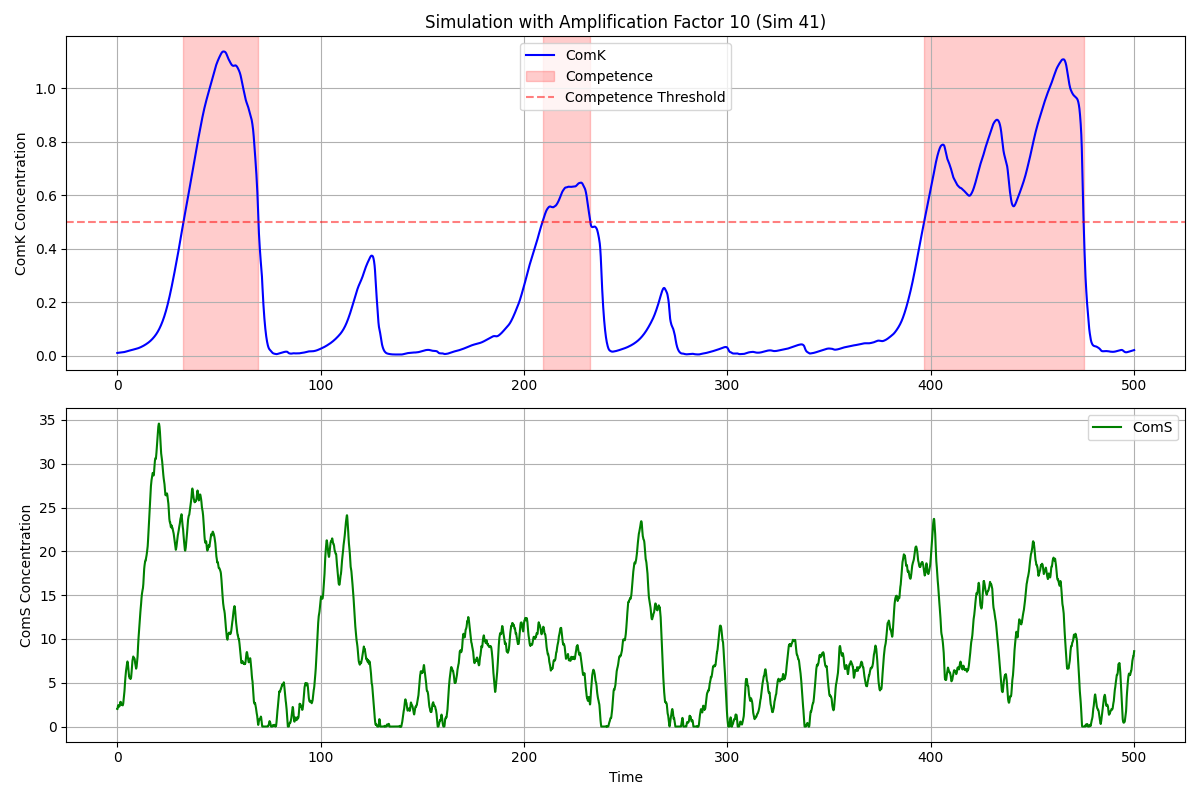 Simulation with Amplification Factor 10 (Sim 41)
ComK Concentration
1.0
0.8
0.6
0.4
0.2
0.0
ComK
Competence
Competence Threshold
0 100 200 300 400 500
ComS Concentration
35
30
25
20
15
10
5
0
ComS
0 100 200 300 400 500
Time